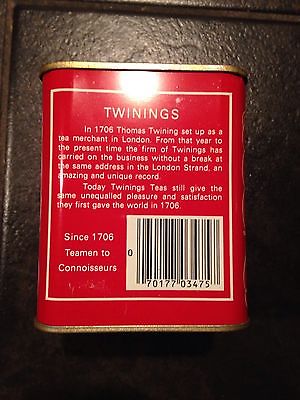 TWININGS
In 1706 Thomas Twining set up as a
tea merchant in London. From that year to
the present time the firm of Twinings has
carried on the business without a break at
the same address in the London Strand, an
amazing and unique record.
Today Twinings Teas still give the
same unequalled pleasure and satisfaction
they first gave the world in 1706.
Since 1706
Teamen to
Connoisseurs
0
70177 03475